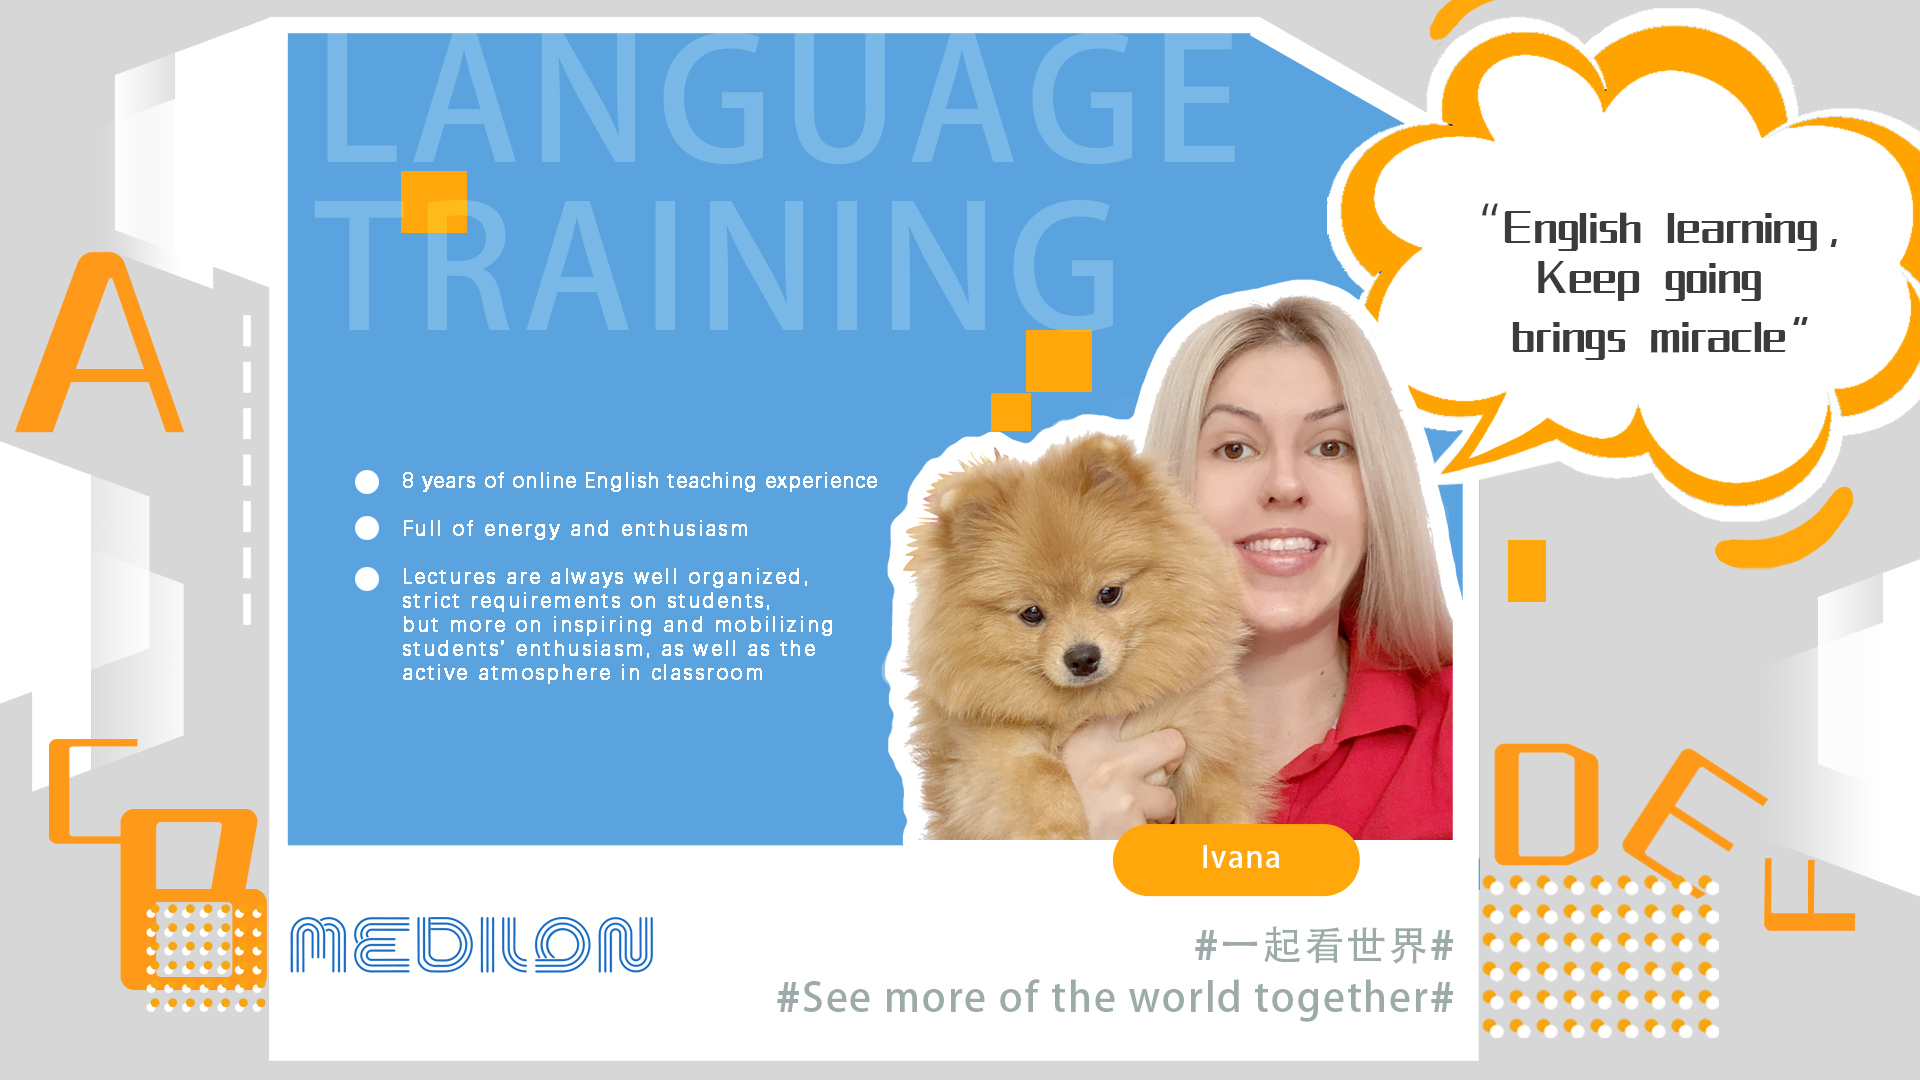 LANGUAGE
TRAINING
“English learning,
Keep going
brings miracle”
8 years of online English teaching experience
Full of energy and enthusiasm
Lectures are always well organized,
strict requirements on students,
but more on inspiring and mobilizing
students' enthusiasm, as well as the
active atmosphere in classroom
Ivana
MEDILON
#一起看世界#
#See more of the world together#
A
C
B
D
E
F